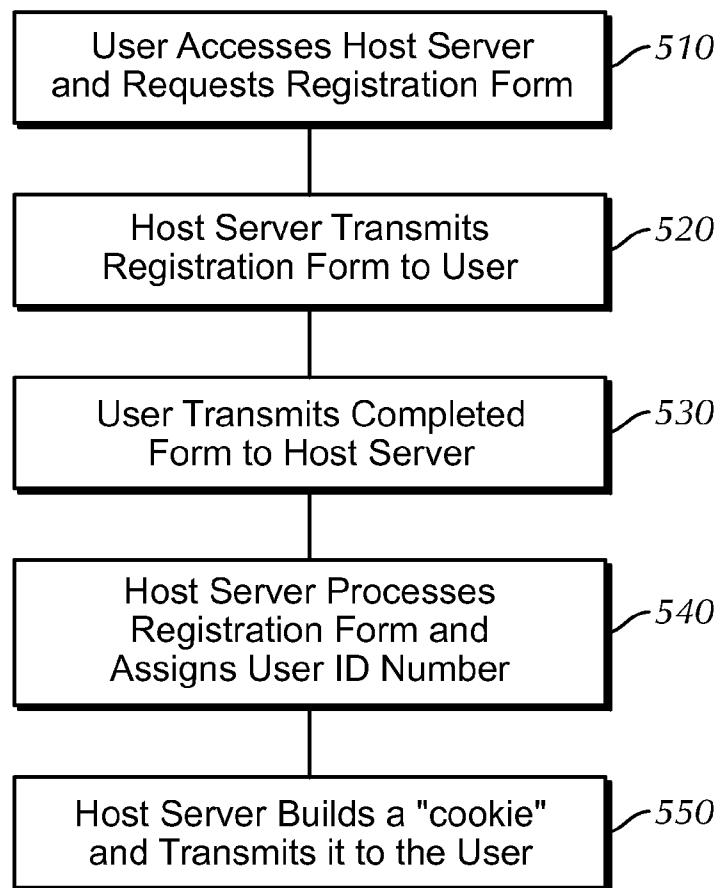 User Accesses Host Server
and Requests Registration Form
510
Host Server Transmits
Registration Form to User
520
User Transmits Completed
Form to Host Server
530
Host Server Processes
Registration Form and
Assigns User ID Number
540
Host Server Builds a "cookie"
and Transmits it to the User
550